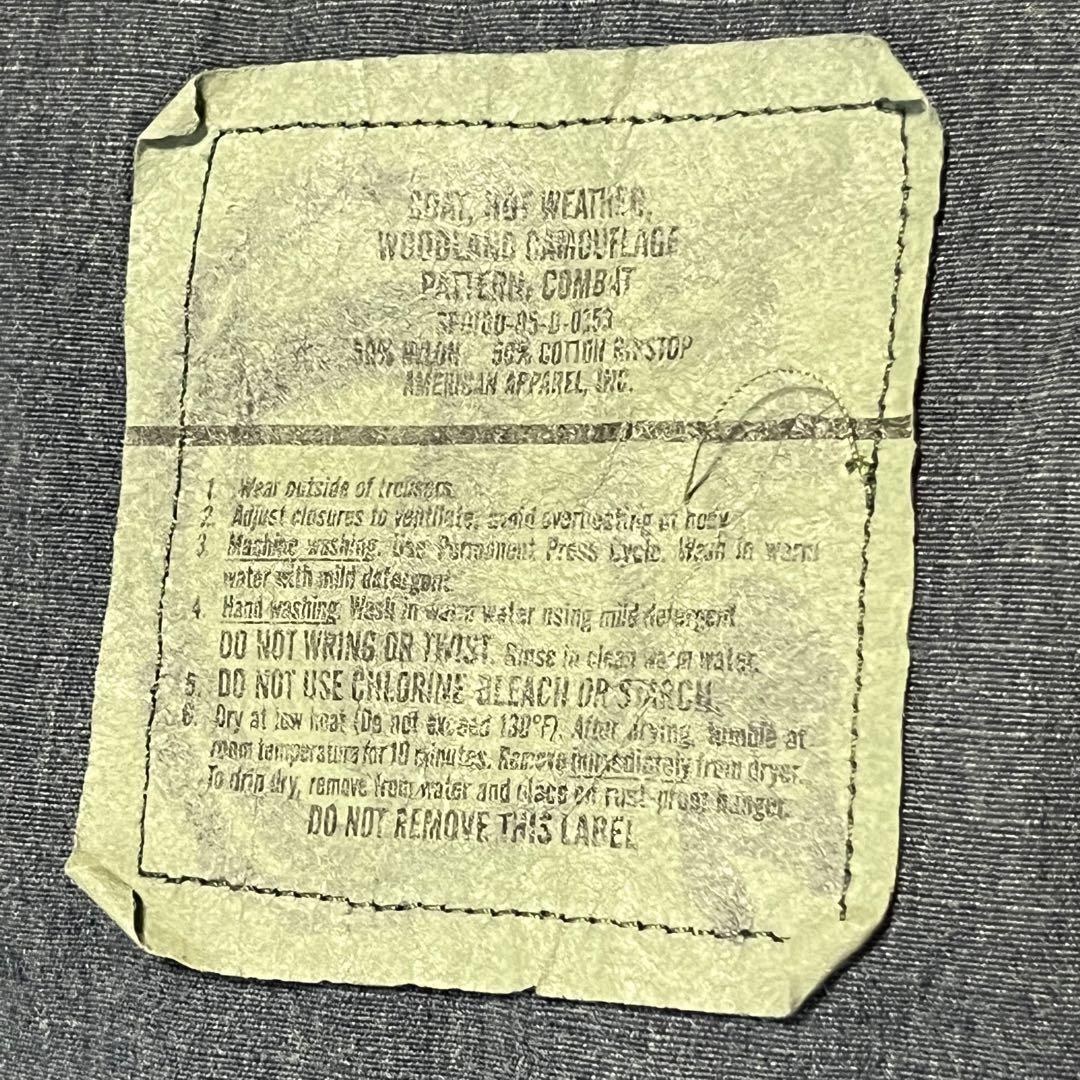 COAT, HOT WEATHER,
WOODLAND CAMOUFLAGE
PATTERN, COMBAT
SPO100-05-D-0353
50% NYLON 50% COTTON RIPSTOP
AMERICAN APPAREL, INC.
1. Wear outside of trousers.
2. Adjust closures to ventilate, avoid overheating of body.
3. Machine washing. Use Permanent Press Cycle. Wash in warm
water with mild detergent.
4. Hand washing. Wash in warm water using mild detergent.
DO NOT WRING OR TWIST. Rinse in clean warm water.
5. DO NOT USE CHLORINE BLEACH OR STARCH.
6. Dry at low heat (Do not exceed 130°F). After drying, tumble at
room temperature for 10 minutes. Remove immediately from dryer.
To drip dry, remove from water and place on rust-proof hanger.
DO NOT REMOVE THIS LABEL